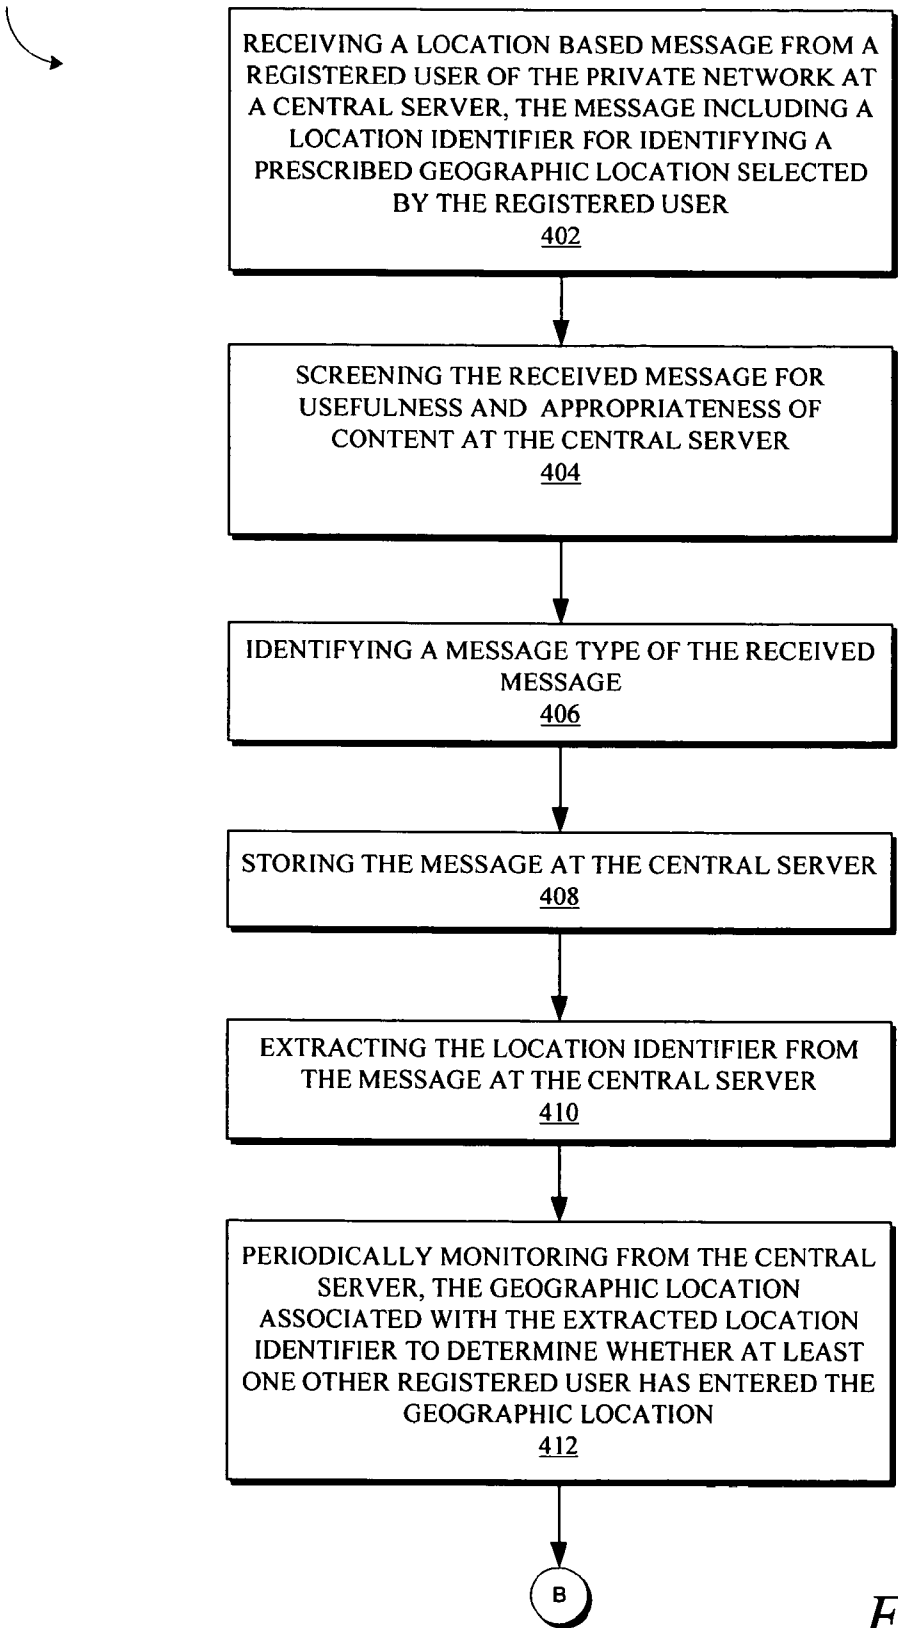 RECEIVING A LOCATION BASED MESSAGE FROM A
REGISTERED USER OF THE PRIVATE NETWORK AT
A CENTRAL SERVER, THE MESSAGE INCLUDING A
LOCATION IDENTIFIER FOR IDENTIFYING A
PRESCRIBED GEOGRAPHIC LOCATION SELECTED
BY THE REGISTERED USER
402
SCREENING THE RECEIVED MESSAGE FOR
USEFULNESS AND APPROPRIATENESS OF
CONTENT AT THE CENTRAL SERVER
404
IDENTIFYING A MESSAGE TYPE OF THE RECEIVED
MESSAGE
406
STORING THE MESSAGE AT THE CENTRAL SERVER
408
EXTRACTING THE LOCATION IDENTIFIER FROM
THE MESSAGE AT THE CENTRAL SERVER
410
PERIODICALLY MONITORING FROM THE CENTRAL
SERVER, THE GEOGRAPHIC LOCATION
ASSOCIATED WITH THE EXTRACTED LOCATION
IDENTIFIER TO DETERMINE WHETHER AT LEAST
ONE OTHER REGISTERED USER HAS ENTERED THE
GEOGRAPHIC LOCATION
412
B